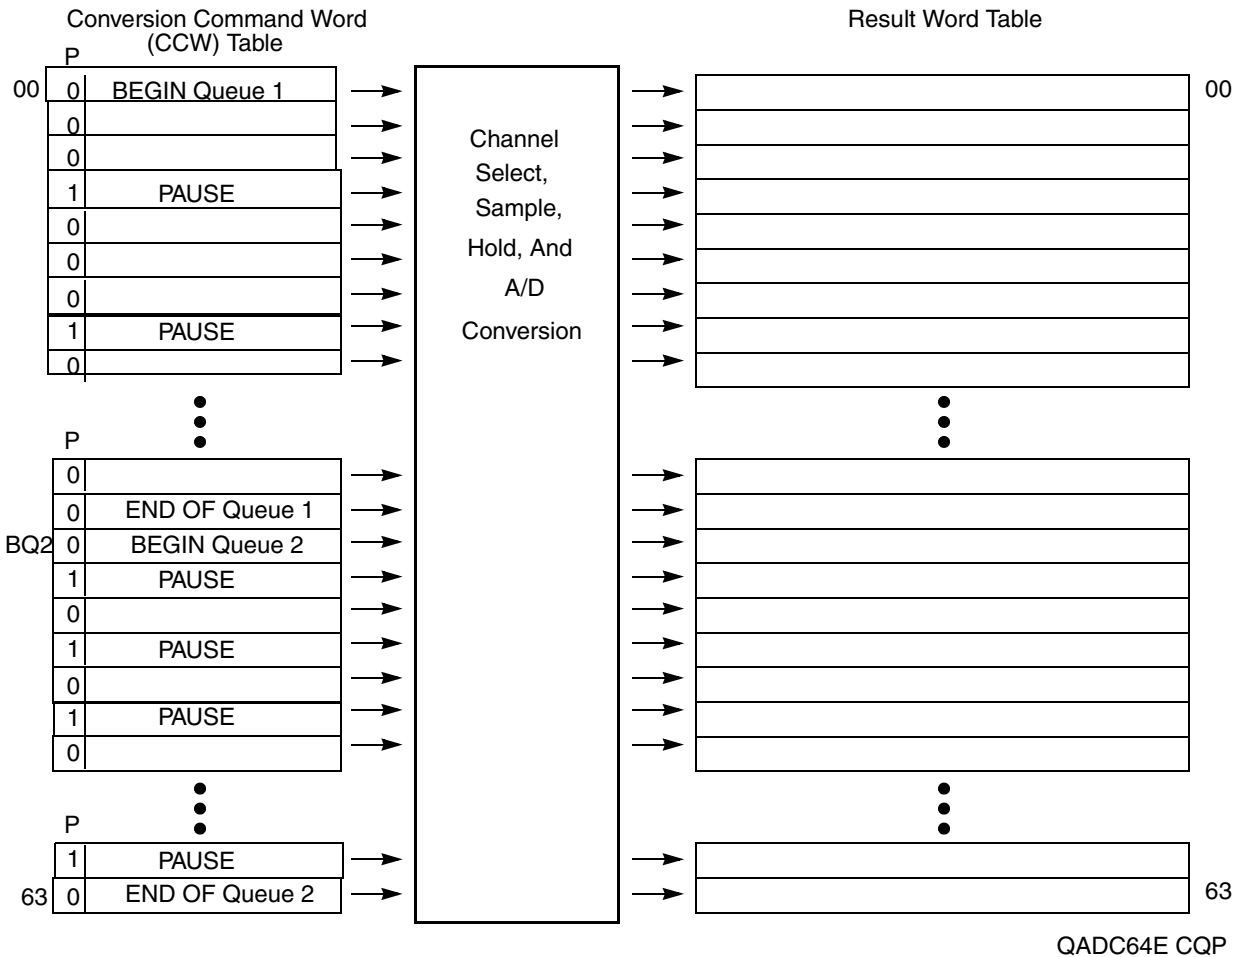 Conversion Command Word
(CCW) Table
Result Word Table
P
00 0 BEGIN Queue 1 00
0
0
1 PAUSE
0
0
0
1 PAUSE
0
Channel
Select,
Sample,
Hold, And
A/D
Conversion
P
0
0 END OF Queue 1
BQ2 0 BEGIN Queue 2
1 PAUSE
0
1 PAUSE
0
1 PAUSE
0
P
1 PAUSE
63 0 END OF Queue 2 63
QADC64E CQP